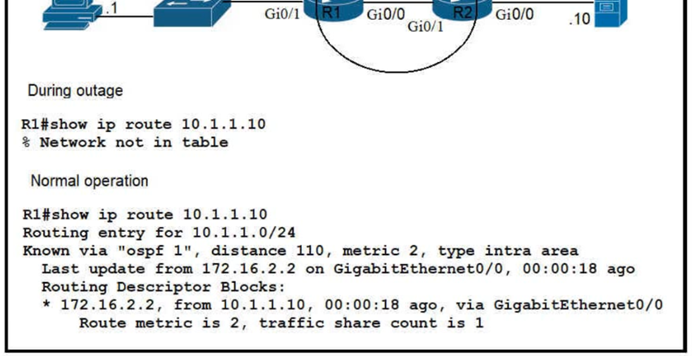 .1
Gi0/1
R1
Gi0/0
Gi0/1
R2
Gi0/0
.10
During outage
R1#show ip route 10.1.1.10
% Network not in table
Normal operation
R1#show ip route 10.1.1.10
Routing entry for 10.1.1.0/24
Known via "ospf 1", distance 110, metric 2, type intra area
Last update from 172.16.2.2 on GigabitEthernet0/0, 00:00:18 ago
Routing Descriptor Blocks:
* 172.16.2.2, from 10.1.1.10, 00:00:18 ago, via GigabitEthernet0/0
Route metric is 2, traffic share count is 1